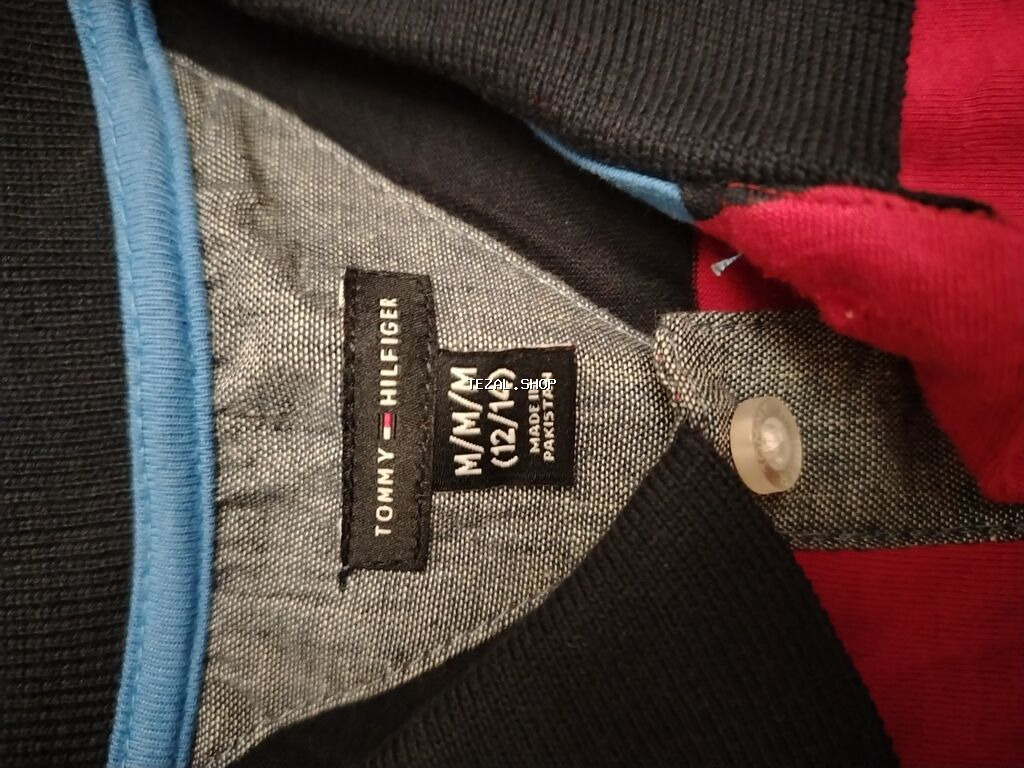 TOMMY HILFIGER
M/M/M
(12/14)
MADE IN
PAKISTAN
TEZAL.SHOP